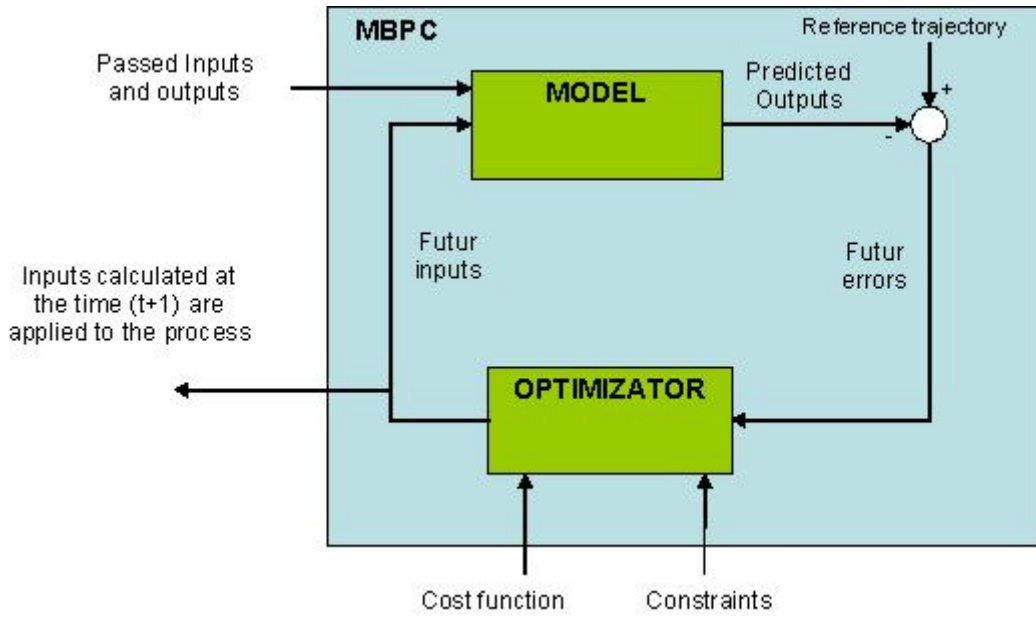 MBPC
Reference trajectory
Passed Inputs
and outputs
MODEL
Predicted
Outputs
+
-
Futur
inputs
Futur
errors
Inputs calculated at
the time (t+1) are
applied to the process
OPTIMIZATOR
Cost function
Constraints